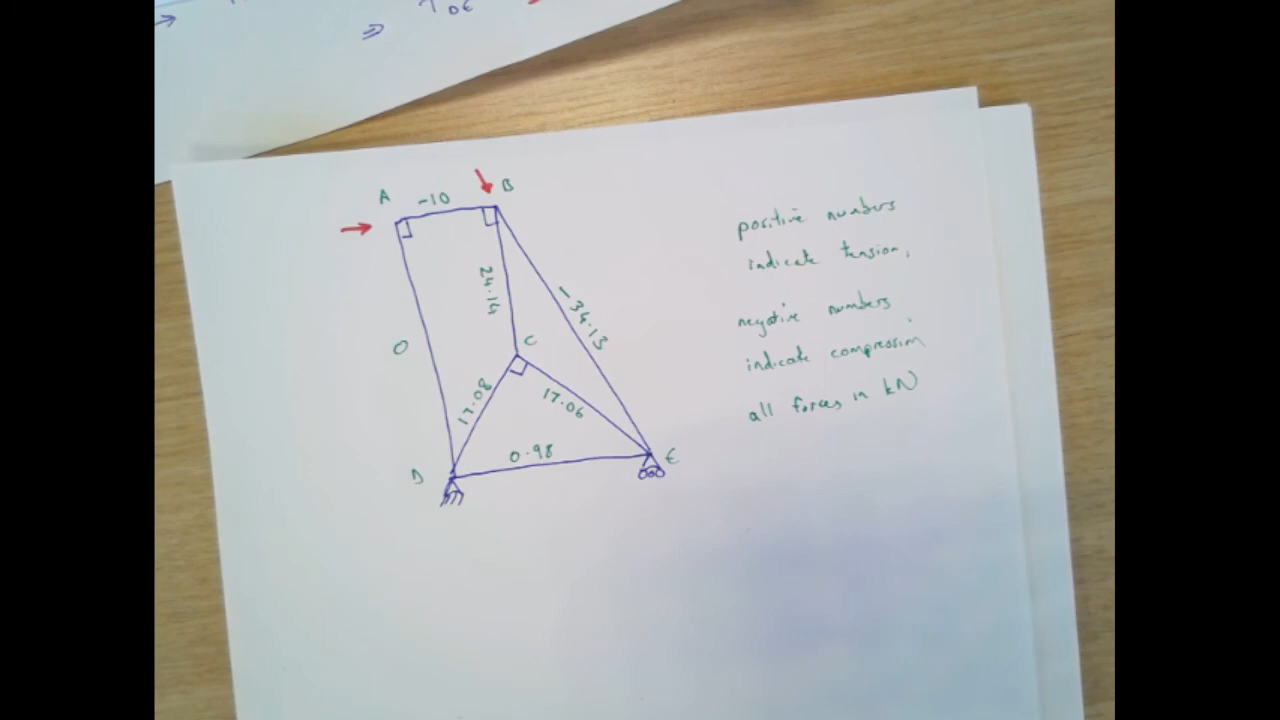 DE
A
B
-10
24.14
-34.13
0
C
17.08
17.06
0.98
D
E
positive numbers
indicate tension,
negative numbers
indicate compression
all forces in kN